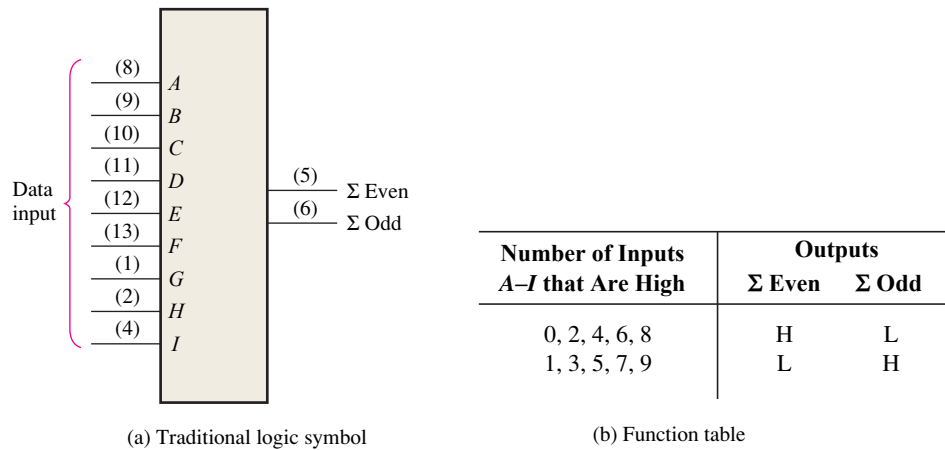 (8)
A
(9)
B
(10)
C
(11)
D
(12)
E
(13)
F
(1)
G
(2)
H
(4)
I
Data
input
(5)
Σ Even
(6)
Σ Odd
(a) Traditional logic symbol
Number of Inputs Outputs
A–I that Are High Σ Even Σ Odd
0, 2, 4, 6, 8 H L
1, 3, 5, 7, 9 L H
(b) Function table